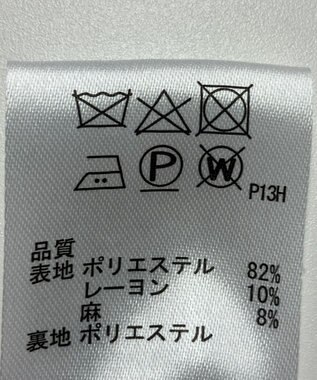 P W P13H
品質
表地 ポリエステル 82%
レーヨン 10%
麻 8%
裏地 ポリエステル